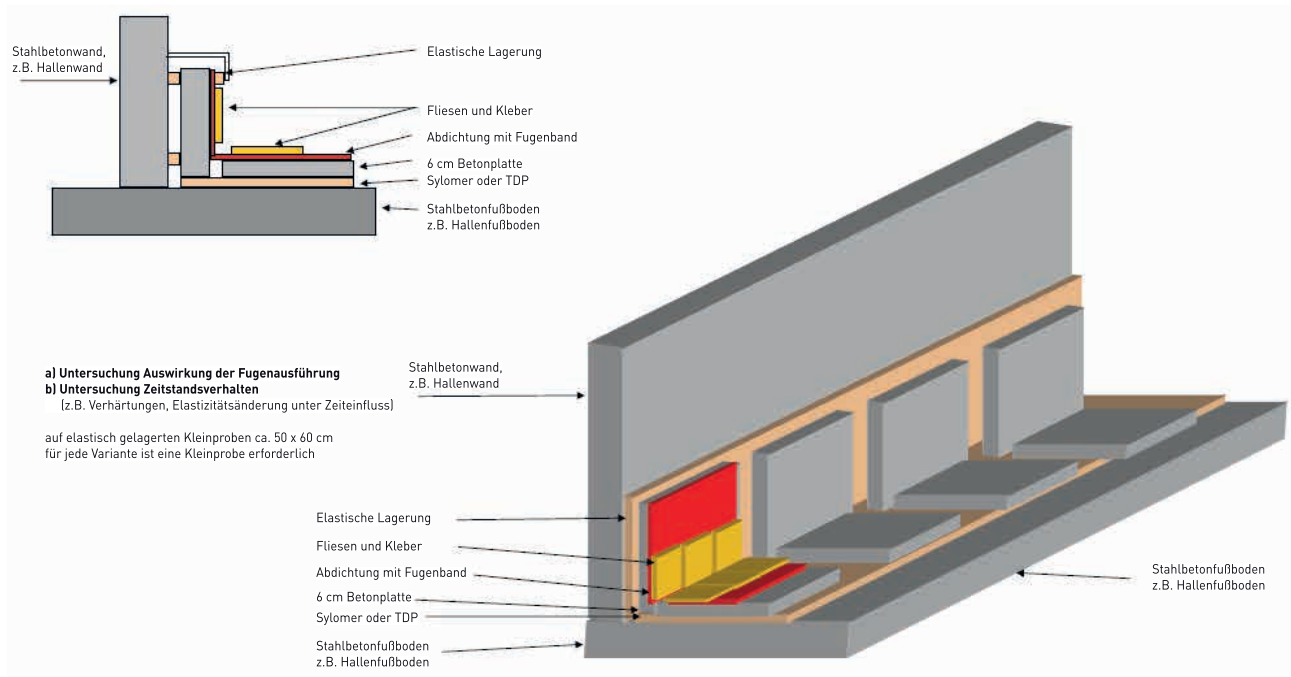 Stahlbetonwand,
z.B. Hallenwand
Elastische Lagerung
Fliesen und Kleber
Abdichtung mit Fugenband
6 cm Betonplatte
Sylomer oder TDP
Stahlbetonfußboden
z.B. Hallenfußboden
a) Untersuchung Auswirkung der Fugenausführung
b) Untersuchung Zeitstandsverhalten
(z.B. Verhärtungen, Elastizitätsänderung unter Zeiteinfluss)
auf elastisch gelagerten Kleinproben ca. 50 x 60 cm
für jede Variante ist eine Kleinprobe erforderlich
Stahlbetonwand,
z.B. Hallenwand
Elastische Lagerung
Fliesen und Kleber
Abdichtung mit Fugenband
6 cm Betonplatte
Sylomer oder TDP
Stahlbetonfußboden
z.B. Hallenfußboden
Stahlbetonfußboden
z.B. Hallenfußboden